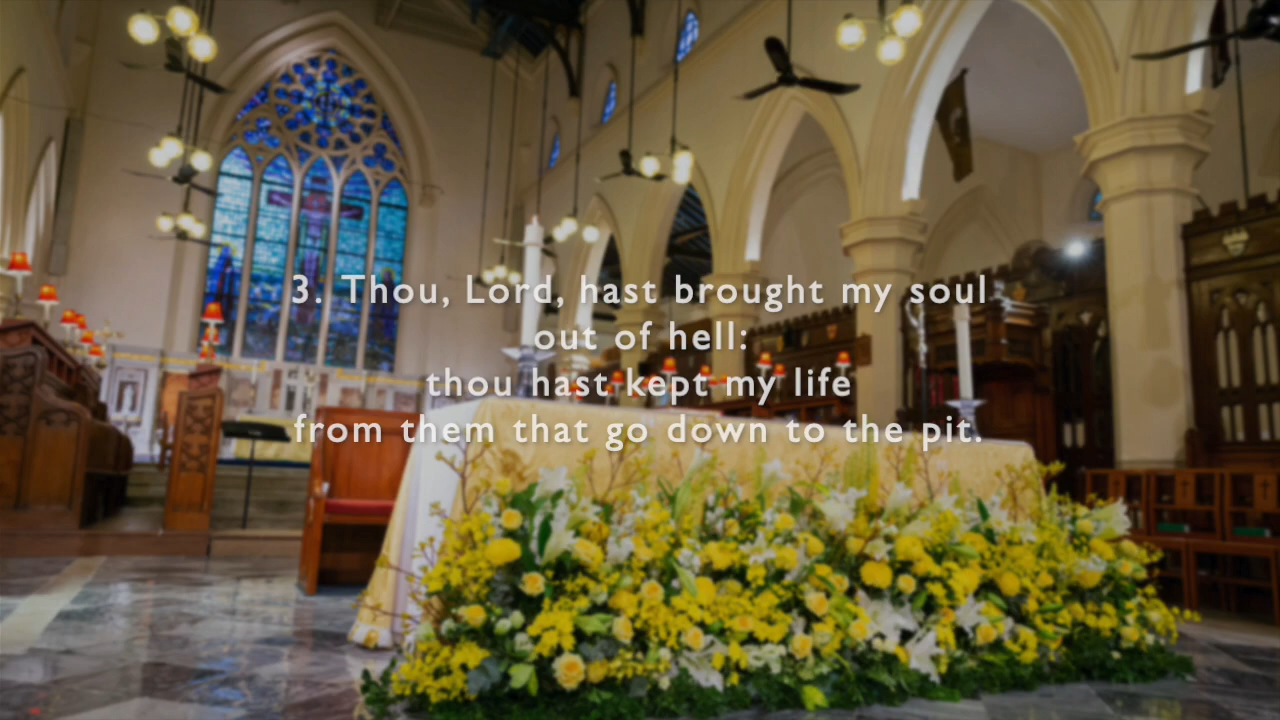 3. Thou, Lord, hast brought my soul
out of hell:
thou hast kept my life
from them that go down to the pit.